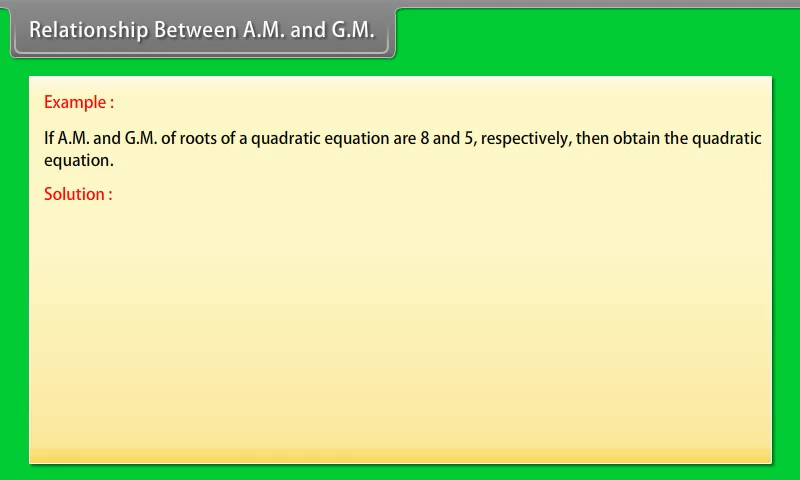 Relationship Between A.M. and G.M.
Example :
If A.M. and G.M. of roots of a quadratic equation are 8 and 5, respectively, then obtain the quadratic
equation.
Solution :